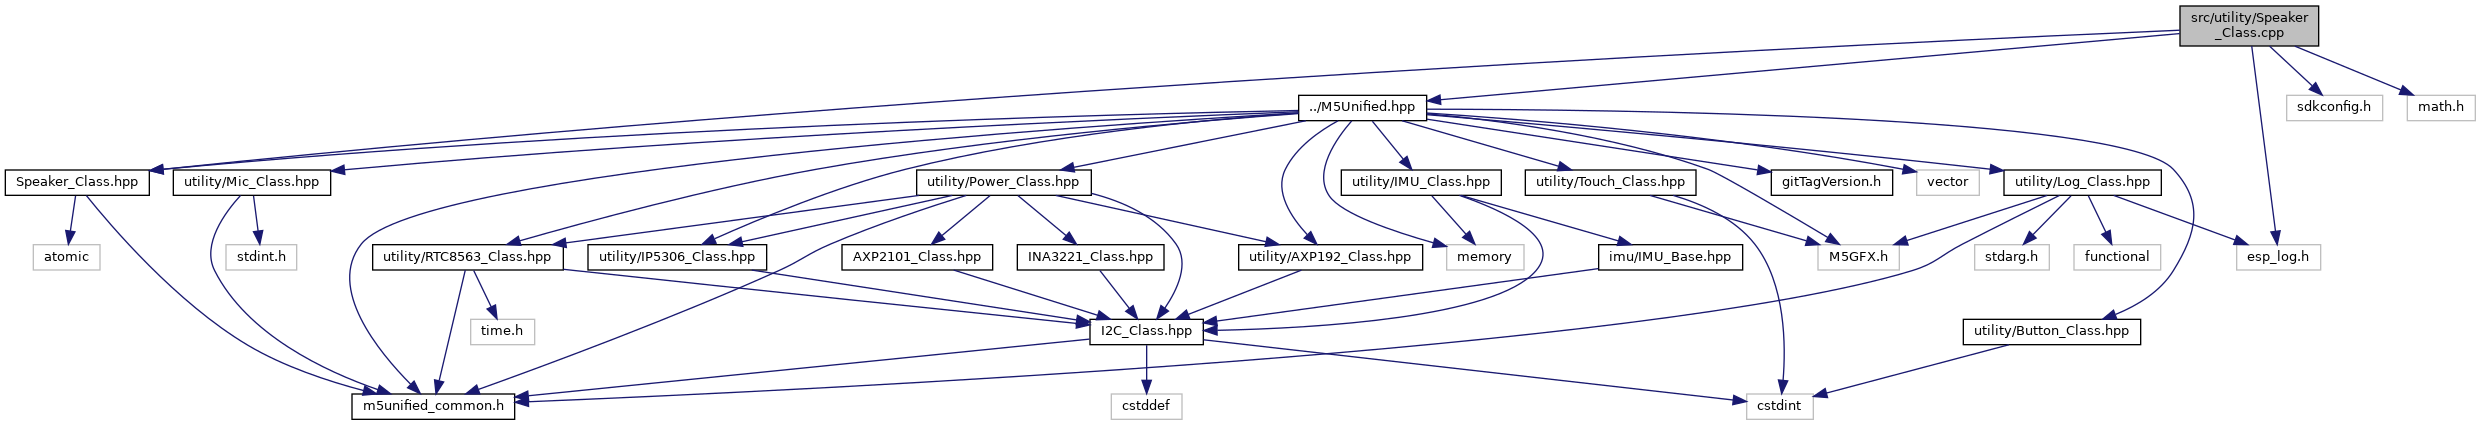 src/utility/Speaker
_Class.cpp
../M5Unified.hpp
sdkconfig.h
math.h
Speaker_Class.hpp
utility/Mic_Class.hpp
utility/Power_Class.hpp
utility/IMU_Class.hpp
utility/Touch_Class.hpp
gitTagVersion.h
vector
utility/Log_Class.hpp
atomic
stdint.h
utility/RTC8563_Class.hpp
utility/IP5306_Class.hpp
AXP2101_Class.hpp
INA3221_Class.hpp
utility/AXP192_Class.hpp
memory
imu/IMU_Base.hpp
M5GFX.h
stdarg.h
functional
esp_log.h
time.h
I2C_Class.hpp
utility/Button_Class.hpp
m5unified_common.h
cstddef
cstdint